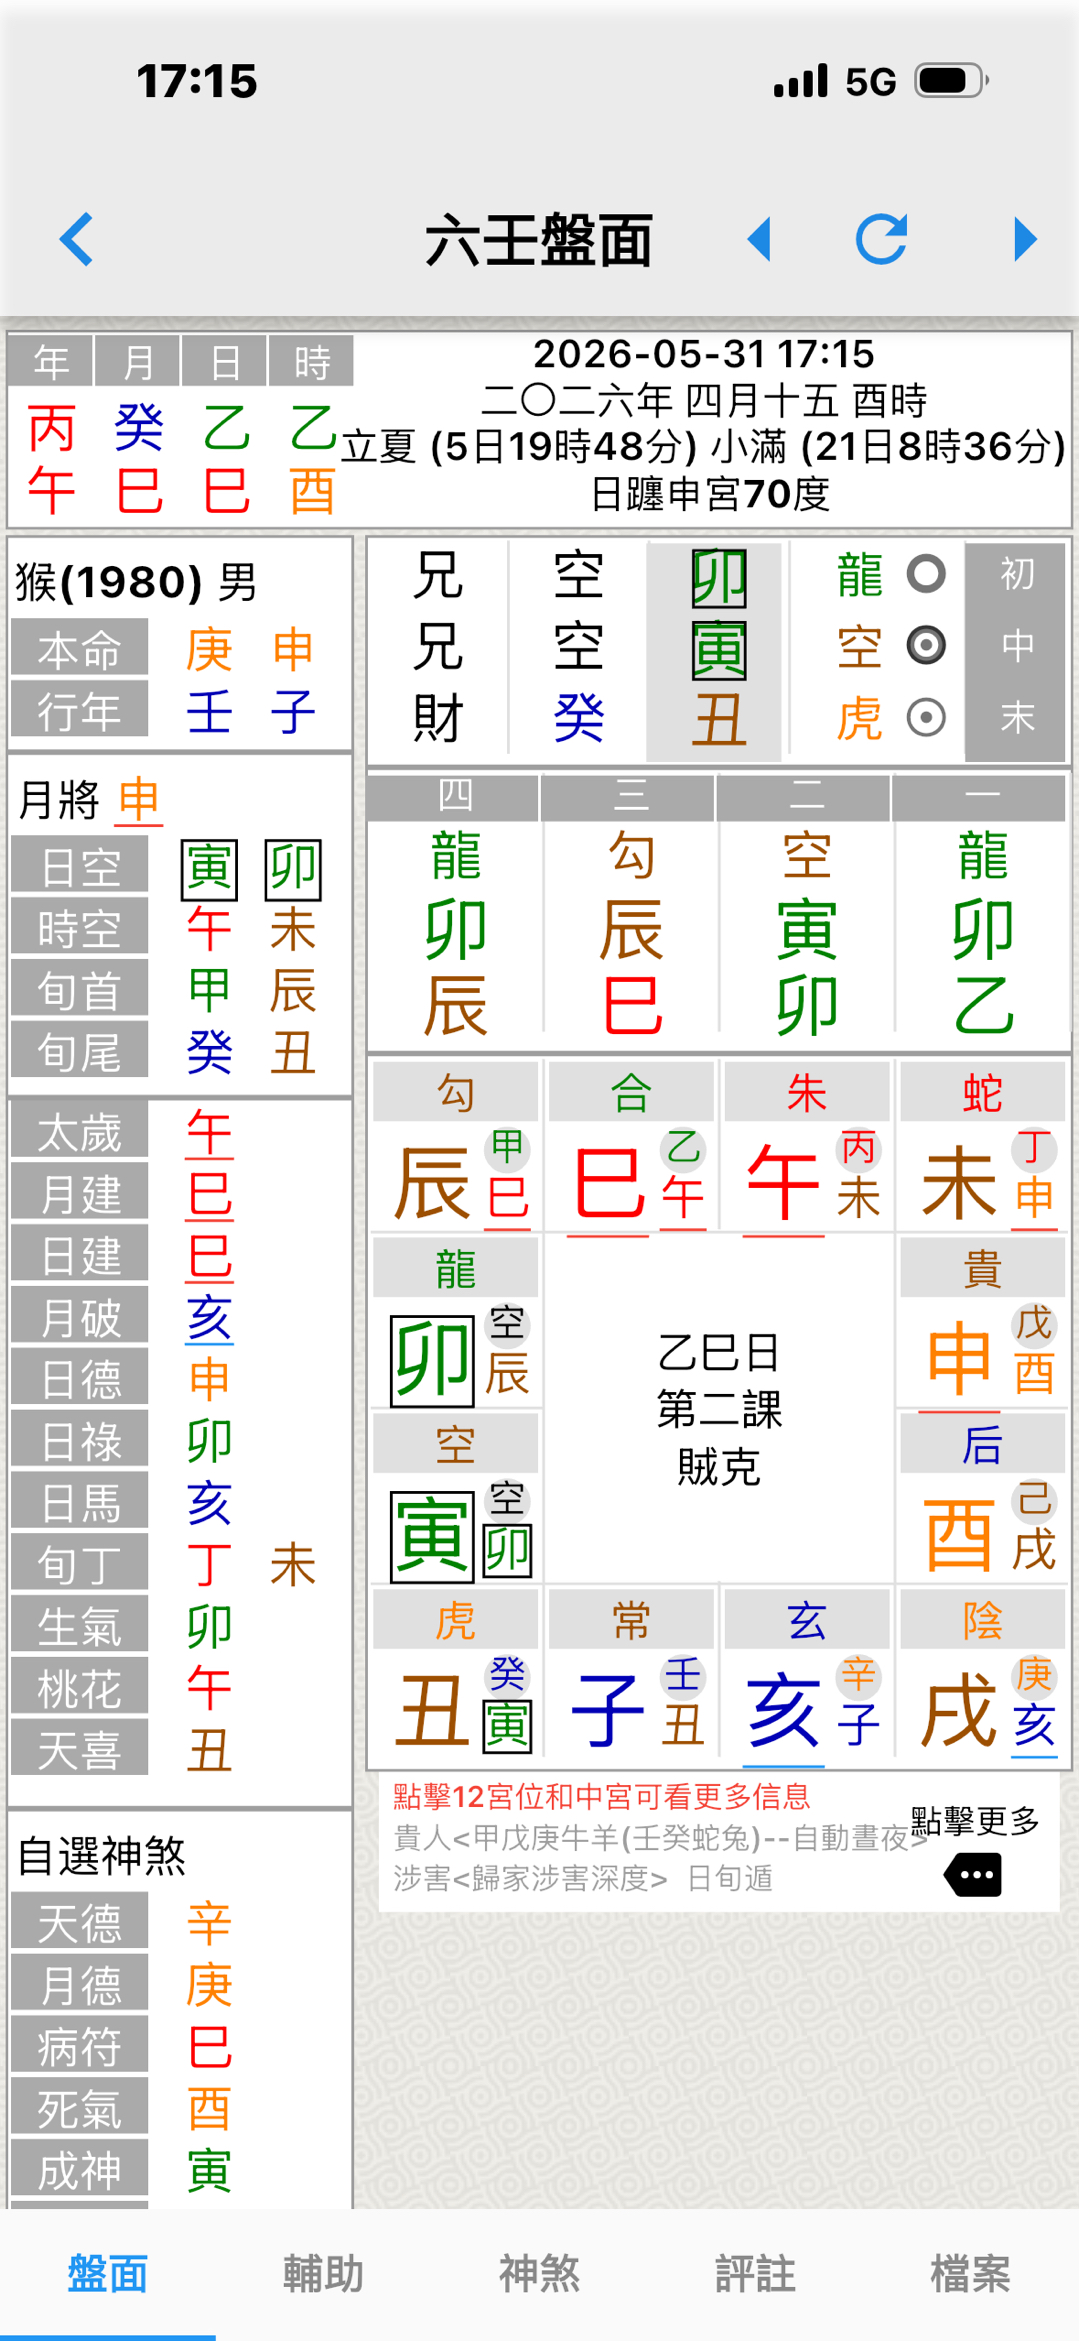 17:15
5G
六壬盤面
年 月 日 時
丙 癸 乙 乙
午 巳 巳 酉
2026-05-31 17:15
二〇二六年 四月十五 酉時
立夏 (5日19時48分) 小滿 (21日8時36分)
日躔申宮70度
猴(1980) 男
本命 庚 申
行年 壬 子
月將 申
日空 寅 卯
時空 午 未
旬首 甲 辰
旬尾 癸 丑
太歲 午
月建 巳
日建 巳
月破 亥
日德 申
日祿 卯
日馬 亥
旬丁 丁 未
生氣 卯
桃花 午
天喜 丑
自選神煞
天德 辛
月德 庚
病符 巳
死氣 酉
成神 寅
兄 空 卯 龍 初
兄 空 寅 空 中
財 癸 丑 虎 末
四 三 二 一
龍 勾 空 龍
卯 辰 寅 卯
辰 巳 卯 乙
勾 合 朱 蛇
辰 甲 巳 巳 乙 午 午 丙 未 未 丁 申
龍 貴
卯 空 辰 申 戊 酉
空 后
寅 空 卯 酉 己 戌
乙巳日
第二課
賊克
虎 常 玄 陰
丑 癸 寅 子 壬 丑 亥 辛 子 戌 庚 亥
點擊12宮位和中宮可看更多信息
貴人<甲戊庚牛羊(壬癸蛇兔)--自動晝夜>
涉害<歸家涉害深度> 日旬遁
點擊更多
盤面 輔助 神煞 評註 檔案